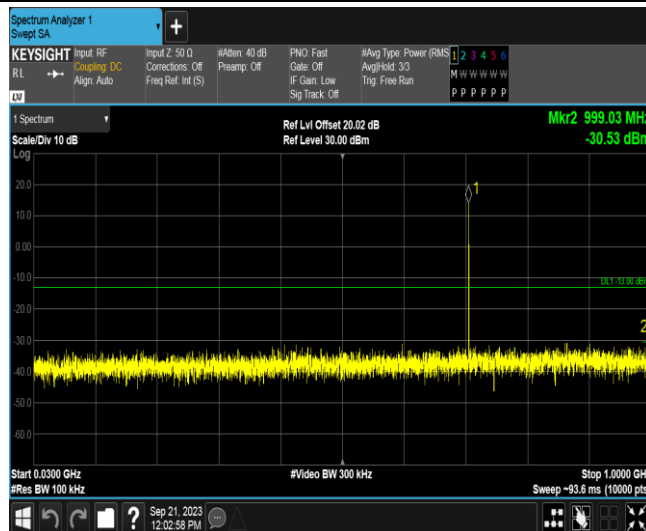 Spectrum Analyzer 1
Swept SA
+
KEYSIGHT
RL
LXI
Input: RF
Coupling: DC
Align: Auto
Input Z: 50 Ω
Corrections: Off
Freq Ref: Int (S)
#Atten: 40 dB
Preamp: Off
PNO: Fast
Gate: Off
IF Gain: Low
Sig Track: Off
#Avg Type: Power (RMS
Avg|Hold: 3/3
Trig: Free Run
1 2 3 4 5 6
M W W W W W
P P P P P P
1 Spectrum
Scale/Div 10 dB
Log
Ref Lvl Offset 20.02 dB
Ref Level 30.00 dBm
Mkr2 999.03 MHz
-30.53 dBm
20.0
10.0
0.00
-10.0
-20.0
-30.0
-40.0
-50.0
-60.0
1
DL1 -13.00 dBm
2
Start 0.0300 GHz
#Res BW 100 kHz
#Video BW 300 kHz
Stop 1.0000 GH
Sweep ~93.6 ms (10000 pts
?
Sep 21, 2023
12:02:58 PM